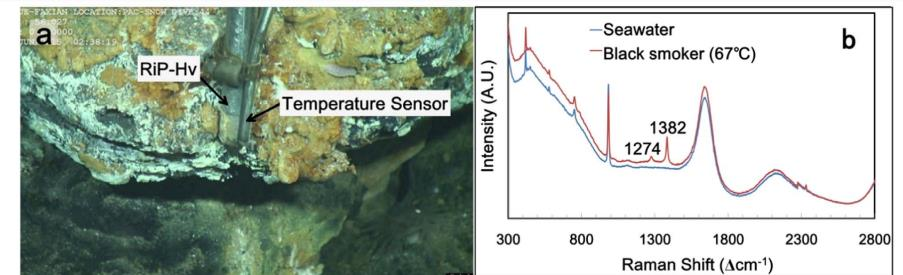 a
RiP-Hv
Temperature Sensor
b
Seawater
Black smoker (67℃)
Intensity (A.U.)
1382
1274
300 800 1300 1800 2300 2800
Raman Shift (Δcm⁻¹)